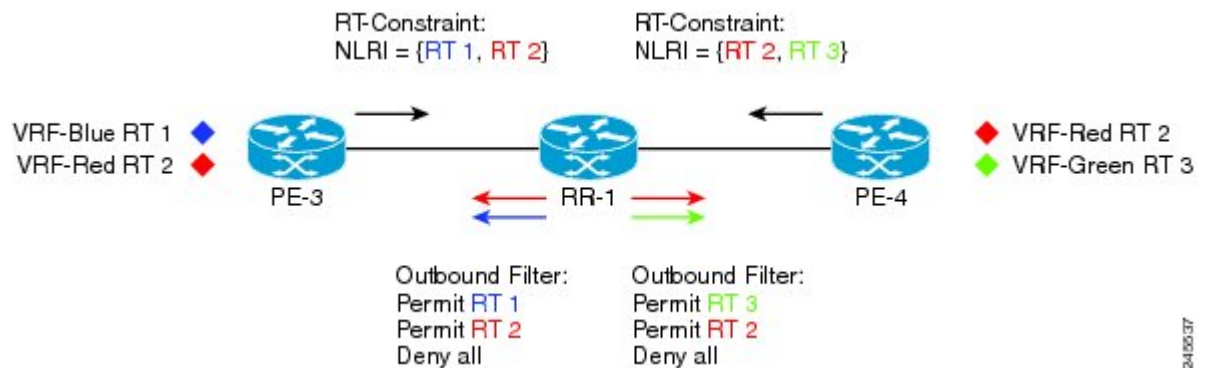 RT-Constraint:
NLRI = {RT 1, RT 2}
RT-Constraint:
NLRI = {RT 2, RT 3}
VRF-Blue RT 1
VRF-Red RT 2
PE-3
RR-1
PE-4
VRF-Red RT 2
VRF-Green RT 3
Outbound Filter:
Permit RT 1
Permit RT 2
Deny all
Outbound Filter:
Permit RT 3
Permit RT 2
Deny all
245537